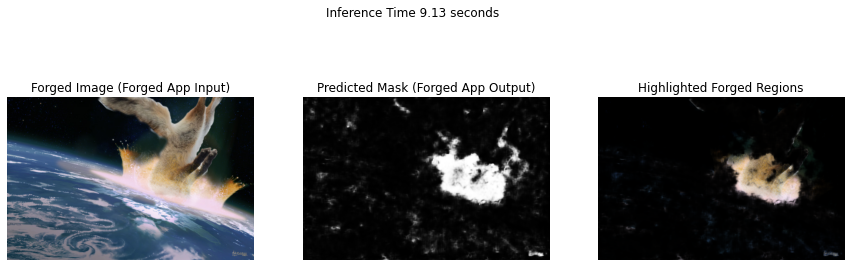 Inference Time 9.13 seconds
Forged Image (Forged App Input)
Predicted Mask (Forged App Output)
Highlighted Forged Regions